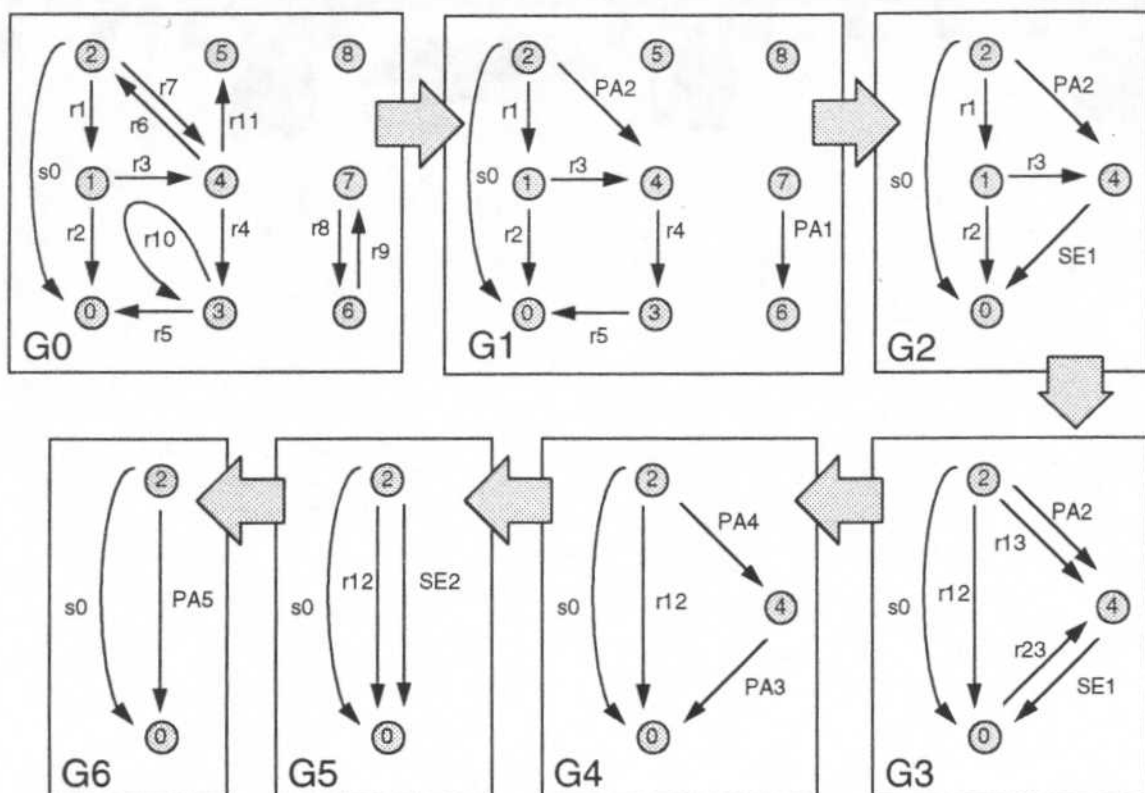 2 5 8
r7
r1 r6 r11
s0 r3
1 4 7
r2 r10 r4 r8 r9
0 3 6
r5
G0
2 5 8
PA2
r1
s0 r3
1 4 7
r2 r4 PA1
0 3 6
r5
G1
2
PA2
r1
s0 r3
1 4
r2 SE1
0
G2
2
PA5
s0
0
G6
2
r12 SE2
s0
0
G5
2
PA4
r12
s0
4
PA3
0
G4
2
PA2
r13
r12
s0
4
r23
SE1
0
G3